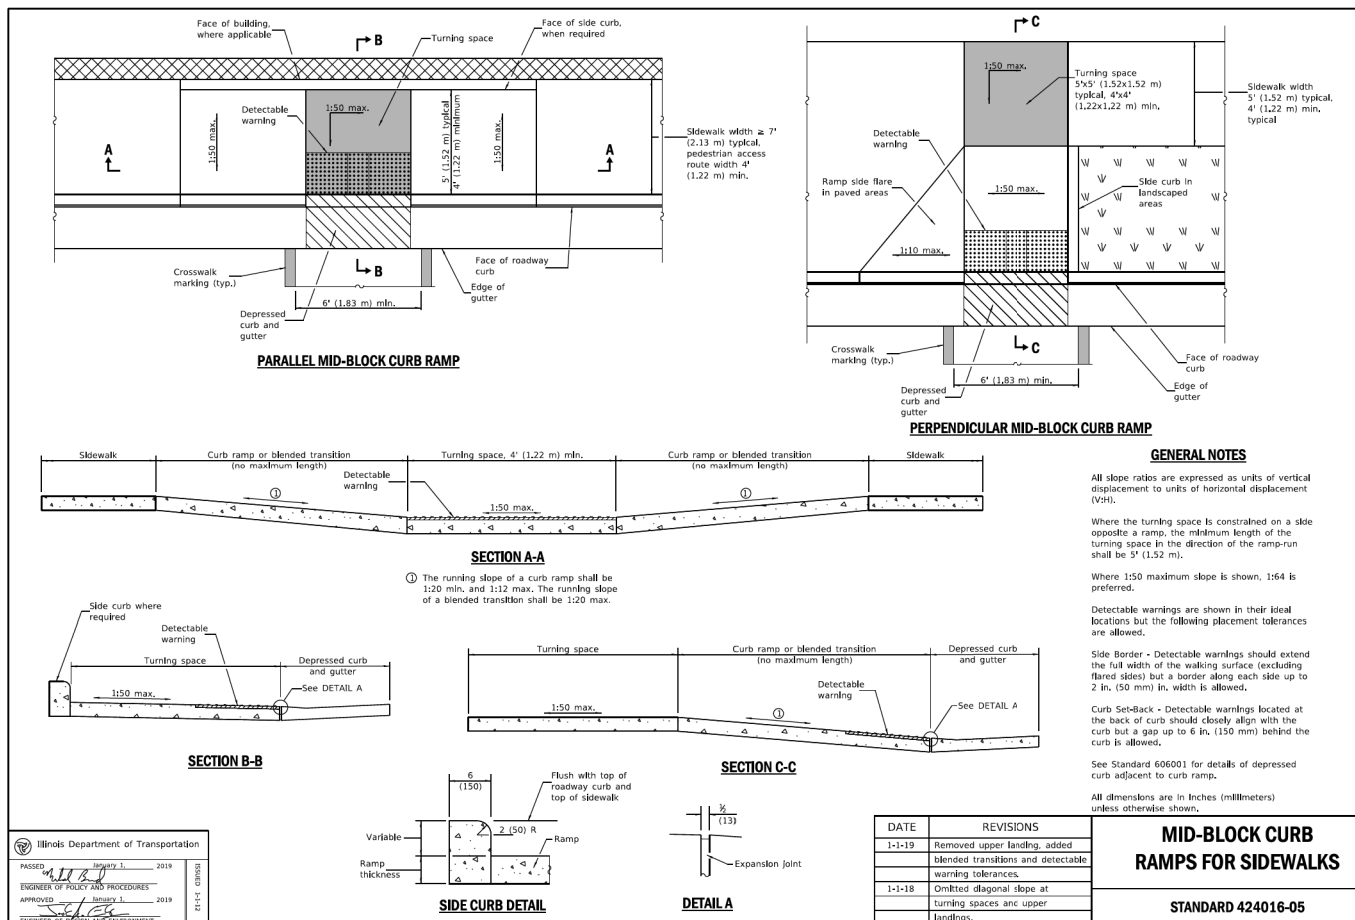 Face of building,
where applicable
B
Turning space
Face of side curb,
when required
Detectable
warning
1:50 max.
1:50 max.
5' (1.52 m) typical
4' (1.22 m) minimum
1:50 max.
A
A
Sidewalk width ≥ 7'
(2.13 m) typical,
pedestrian access
route width 4'
(1.22 m) min.
B
Crosswalk
marking (typ.)
6' (1.83 m) min.
Face of roadway
curb
Edge of
gutter
Depressed
curb and
gutter
PARALLEL MID-BLOCK CURB RAMP
C
1:50 max.
Turning space
5'x5' (1.52x1.52 m)
typical, 4'x4'
(1.22x1.22 m) min.
Sidewalk width
5' (1.52 m) typical,
4' (1.22 m) min.
typical
Detectable
warning
Ramp side flare
in paved areas
1:50 max.
Side curb in
landscaped
areas
1:10 max.
C
Crosswalk
marking (typ.)
6' (1.83 m) min.
Face of roadway
curb
Edge of
gutter
Depressed
curb and
gutter
PERPENDICULAR MID-BLOCK CURB RAMP
Sidewalk
Curb ramp or blended transition
(no maximum length)
Turning space, 4' (1.22 m) min.
Curb ramp or blended transition
(no maximum length)
Sidewalk
Detectable
warning
1
1:50 max.
1
SECTION A-A
① The running slope of a curb ramp shall be
1:20 min. and 1:12 max. The running slope
of a blended transition shall be 1:20 max.
Side curb where
required
Detectable
warning
Turning space
Depressed curb
and gutter
1:50 max.
See DETAIL A
SECTION B-B
Turning space
Curb ramp or blended transition
(no maximum length)
Depressed curb
and gutter
Detectable
warning
1:50 max.
1
See DETAIL A
SECTION C-C
6
(150)
Flush with top of
roadway curb and
top of sidewalk
2 (50) R
Variable
Ramp
Ramp
thickness
SIDE CURB DETAIL
½
(13)
Expansion joint
DETAIL A
GENERAL NOTES
All slope ratios are expressed as units of vertical
displacement to units of horizontal displacement
(V:H).
Where the turning space is constrained on a side
opposite a ramp, the minimum length of the
turning space in the direction of the ramp-run
shall be 5' (1.52 m).
Where 1:50 maximum slope is shown, 1:64 is
preferred.
Detectable warnings are shown in their ideal
locations but the following placement tolerances
are allowed.
Side Border - Detectable warnings should extend
the full width of the walking surface (excluding
flared sides) but a border along each side up to
2 in. (50 mm) in. width is allowed.
Curb Set-Back - Detectable warnings located at
the back of curb should closely align with the
curb but a gap up to 6 in. (150 mm) behind the
curb is allowed.
See Standard 606001 for details of depressed
curb adjacent to curb ramp.
All dimensions are in inches (millimeters)
unless otherwise shown.
Illinois Department of Transportation
PASSED January 1, 2019
ENGINEER OF POLICY AND PROCEDURES
APPROVED January 1, 2019
ENGINEER OF DESIGN AND ENVIRONMENT
ISSUED 1-1-12
DATE REVISIONS
1-1-19 Removed upper landing, added
blended transitions and detectable
warning tolerances.
1-1-18 Omitted diagonal slope at
turning spaces and upper
landings.
MID-BLOCK CURB
RAMPS FOR SIDEWALKS
STANDARD 424016-05